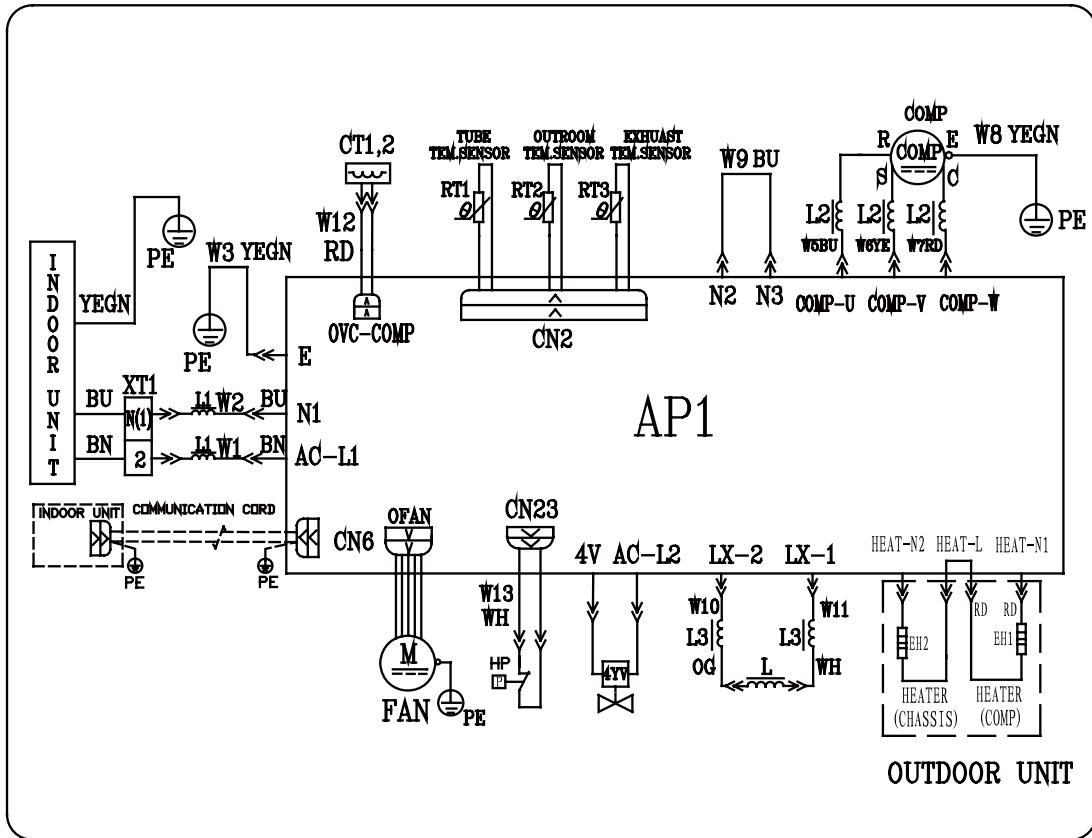 COMP
TUBE TEM.SENSOR
OUTROOM TEM.SENSOR
EXHUAST TEM.SENSOR
CT1,2
R
COMP
E
W8 YEGN
W9 BU
S
C
RT1
RT2
RT3
θ
θ
θ
W12
RD
L2
L2
L2
W5BU
W6YE
W7RD
PE
PE
W3 YEGN
INDOOR UNIT
YEGN
N2
N3
COMP-U
COMP-V
COMP-W
A
A
OVC-COMP
CN2
PE
E
XT1
BU
N(1)
L1
W2
BU
N1
AP1
BN
2
L1
W1
BN
AC-L1
INDOOR UNIT
COMMUNICATION CORD
CN6
PE
PE
OFAN
CN23
4V
AC-L2
LX-2
LX-1
HEAT-N2
HEAT-L
HEAT-N1
W13
WH
W10
W11
RD
RD
L3
L3
EH2
EH1
M
HP
P
4YV
OG
L
WH
FAN
PE
HEATER
(CHASSIS)
HEATER
(COMP)
OUTDOOR UNIT